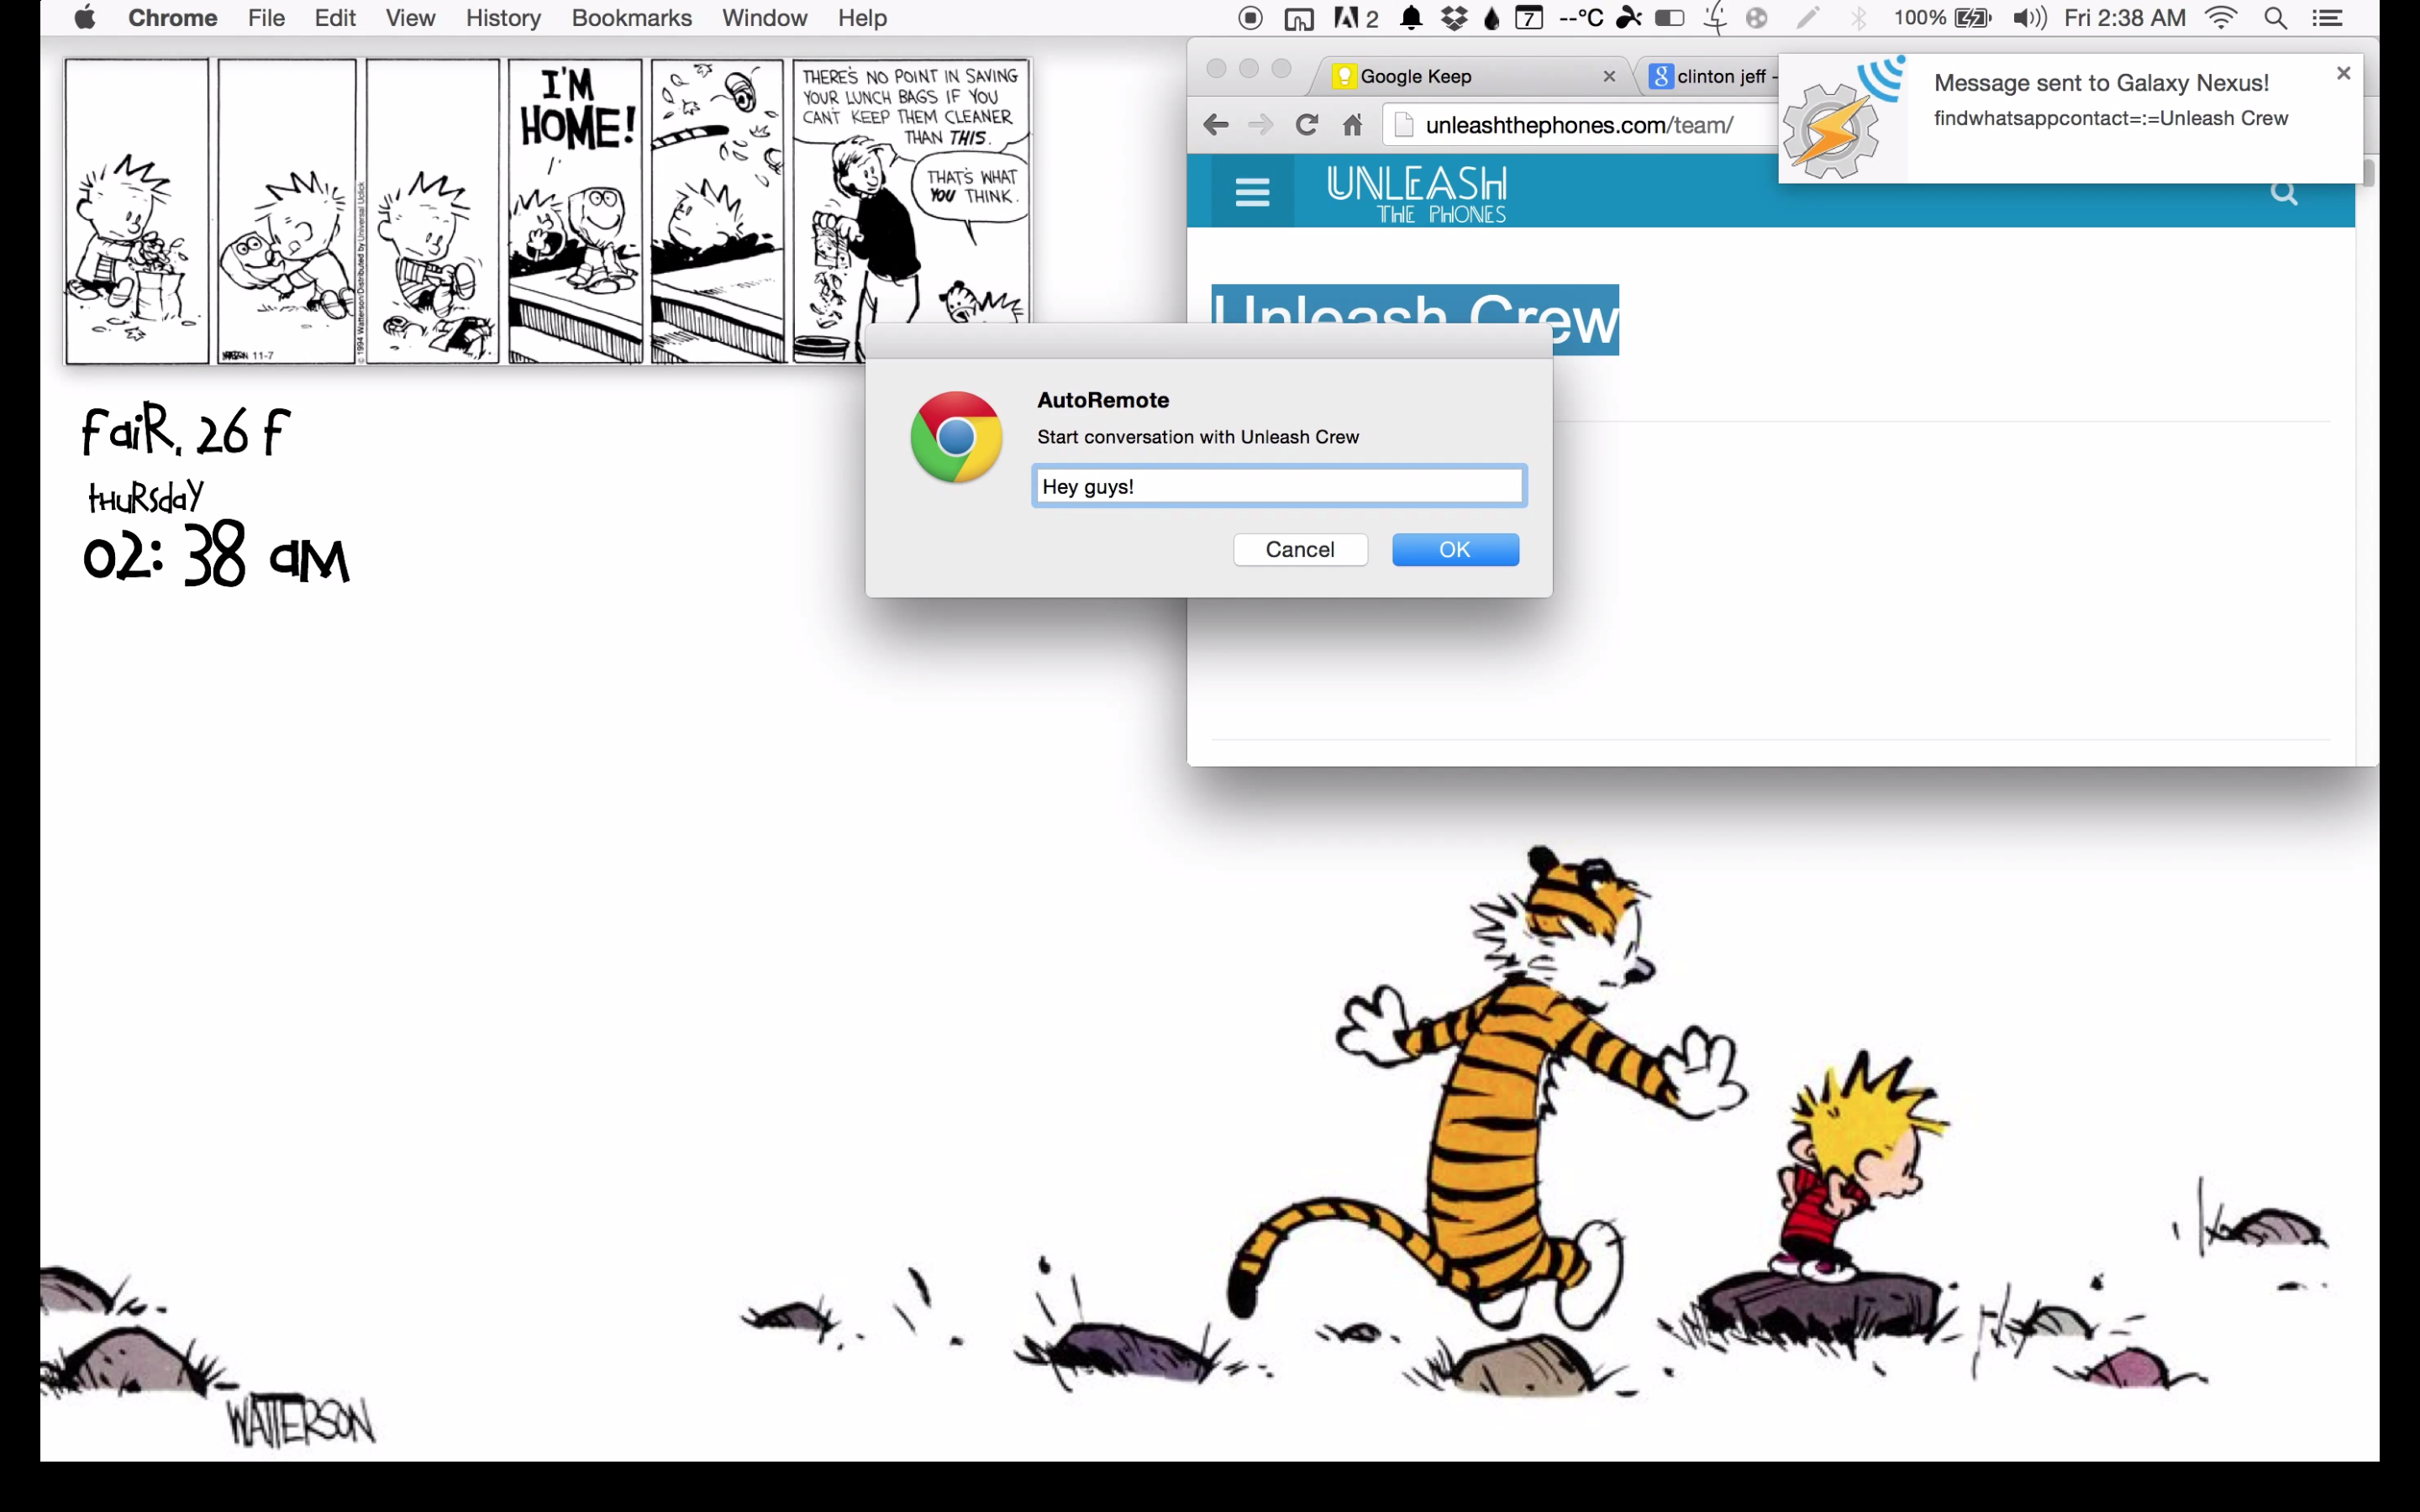 Chrome File Edit View History Bookmarks Window Help
2 7 --°C 100% Fri 2:38 AM
I'M
HOME!
THERE'S NO POINT IN SAVING
YOUR LUNCH BAGS IF YOU
CAN'T KEEP THEM CLEANER
THAN THIS.
THAT'S WHAT
YOU THINK.
WATTERSON 11-7
© 1994 Watterson/Distributed by Universal Uclick
Google Keep
clinton jeff -
unleashthephones.com/team/
Message sent to Galaxy Nexus!
findwhatsappcontact=:=Unleash Crew
UNLEASH
THE PHONES
Unleash Crew
AutoRemote
Start conversation with Unleash Crew
Hey guys!
Cancel OK
faiR, 26 f
tHuRsdaY
02: 38 aM
WATTERSON